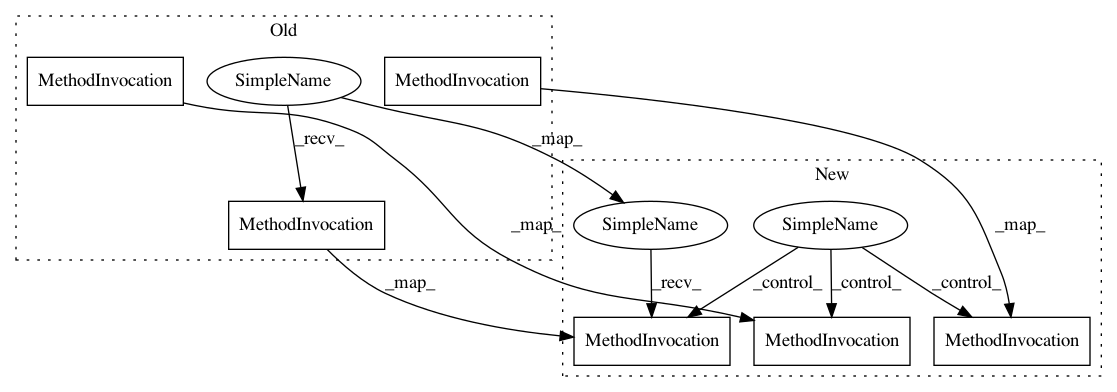 Old
MethodInvocation
SimpleName
MethodInvocation
_recv_
_map_
New
MethodInvocation
SimpleName
SimpleName
_map_
_map_
_map_
_recv_
_control_
_control_
_control_
MethodInvocation
MethodInvocation
MethodInvocation